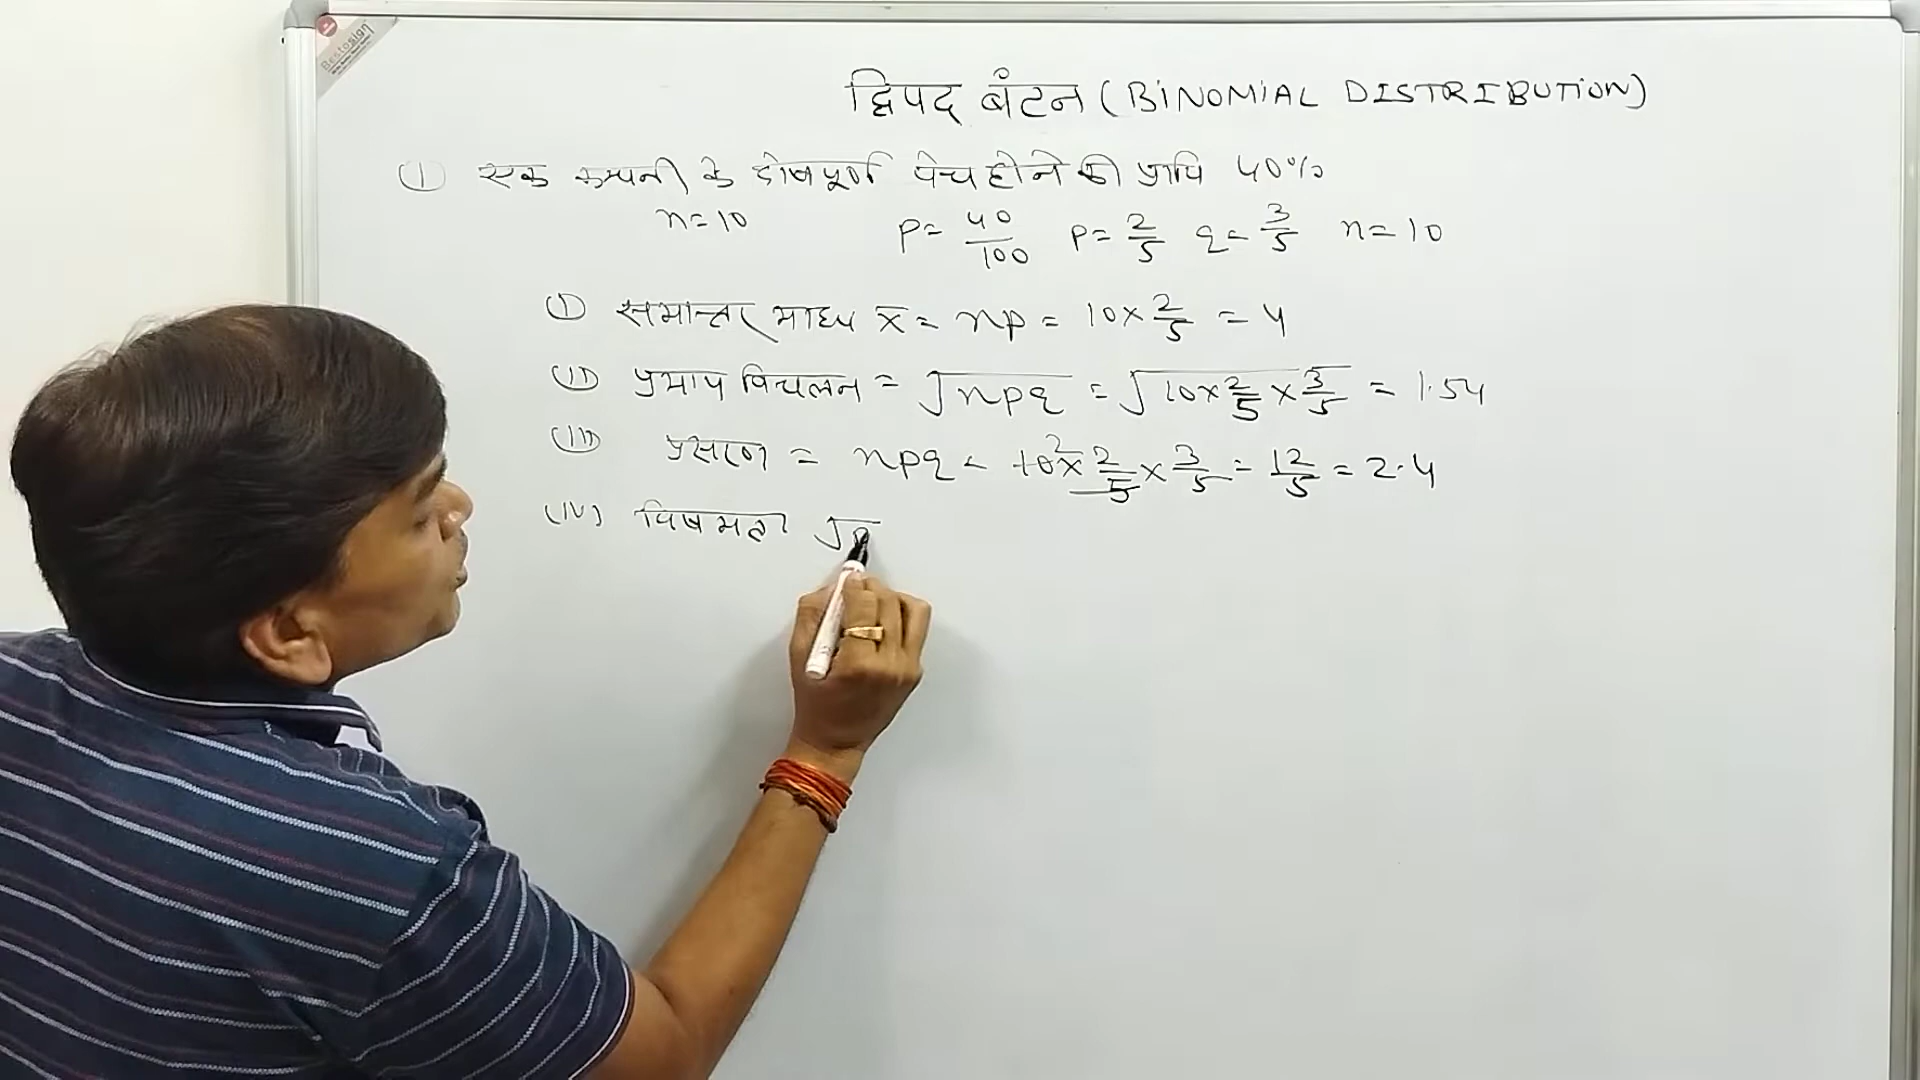 Bestosign
द्विपद बंटन (BINOMIAL DISTRIBUTION)
① एक कम्पनी के दोषपूर्ण पेच होने की प्रायि 40%
n=10 P= 40/100 P= 2/5 q= 3/5 n=10
(I) समान्तर माध्य x̄ = np = 10×2/5 = 4
(II) प्रमाप विचलन = √npq = √10×2/5×3/5 = 1.54
(III) प्रसरण = npq = 10×2/5×3/5 = 12/5 = 2.4
(IV) विषमता √